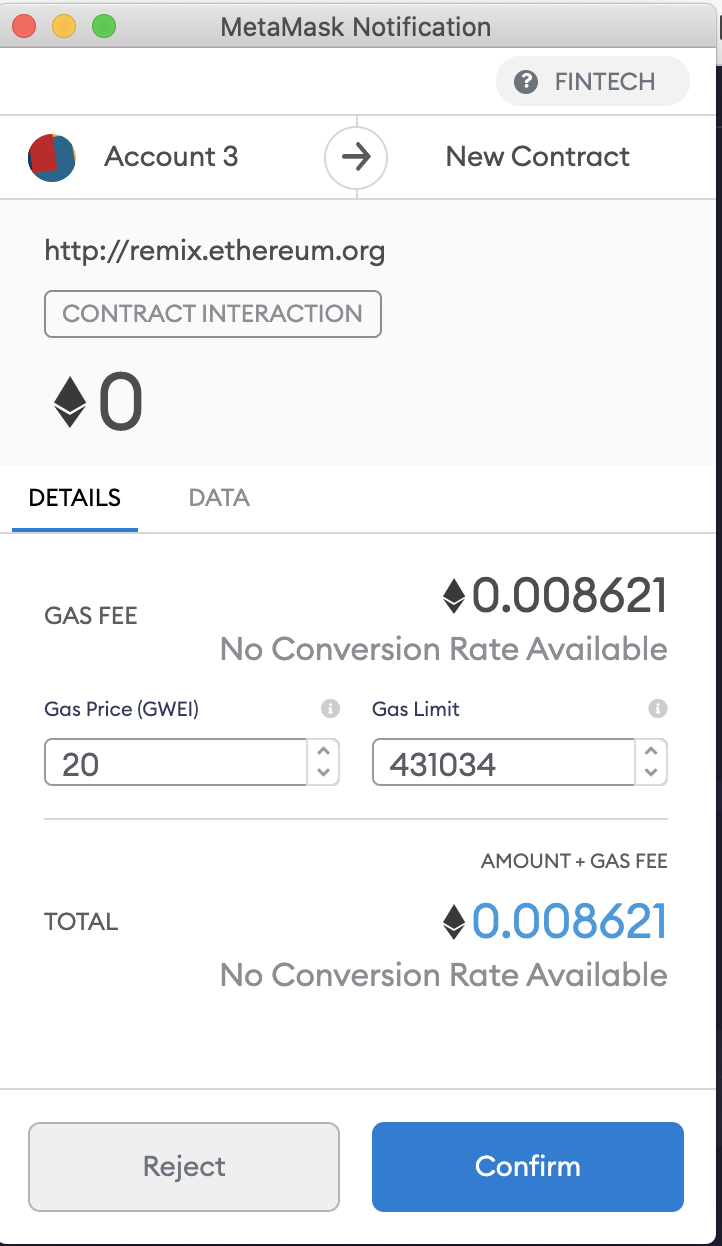 MetaMask Notification
? FINTECH
Account 3 New Contract
http://remix.ethereum.org
CONTRACT INTERACTION
0
DETAILS DATA
0.008621
GAS FEE
No Conversion Rate Available
Gas Price (GWEI) i Gas Limit i
20 431034
AMOUNT + GAS FEE
TOTAL 0.008621
No Conversion Rate Available
Reject Confirm